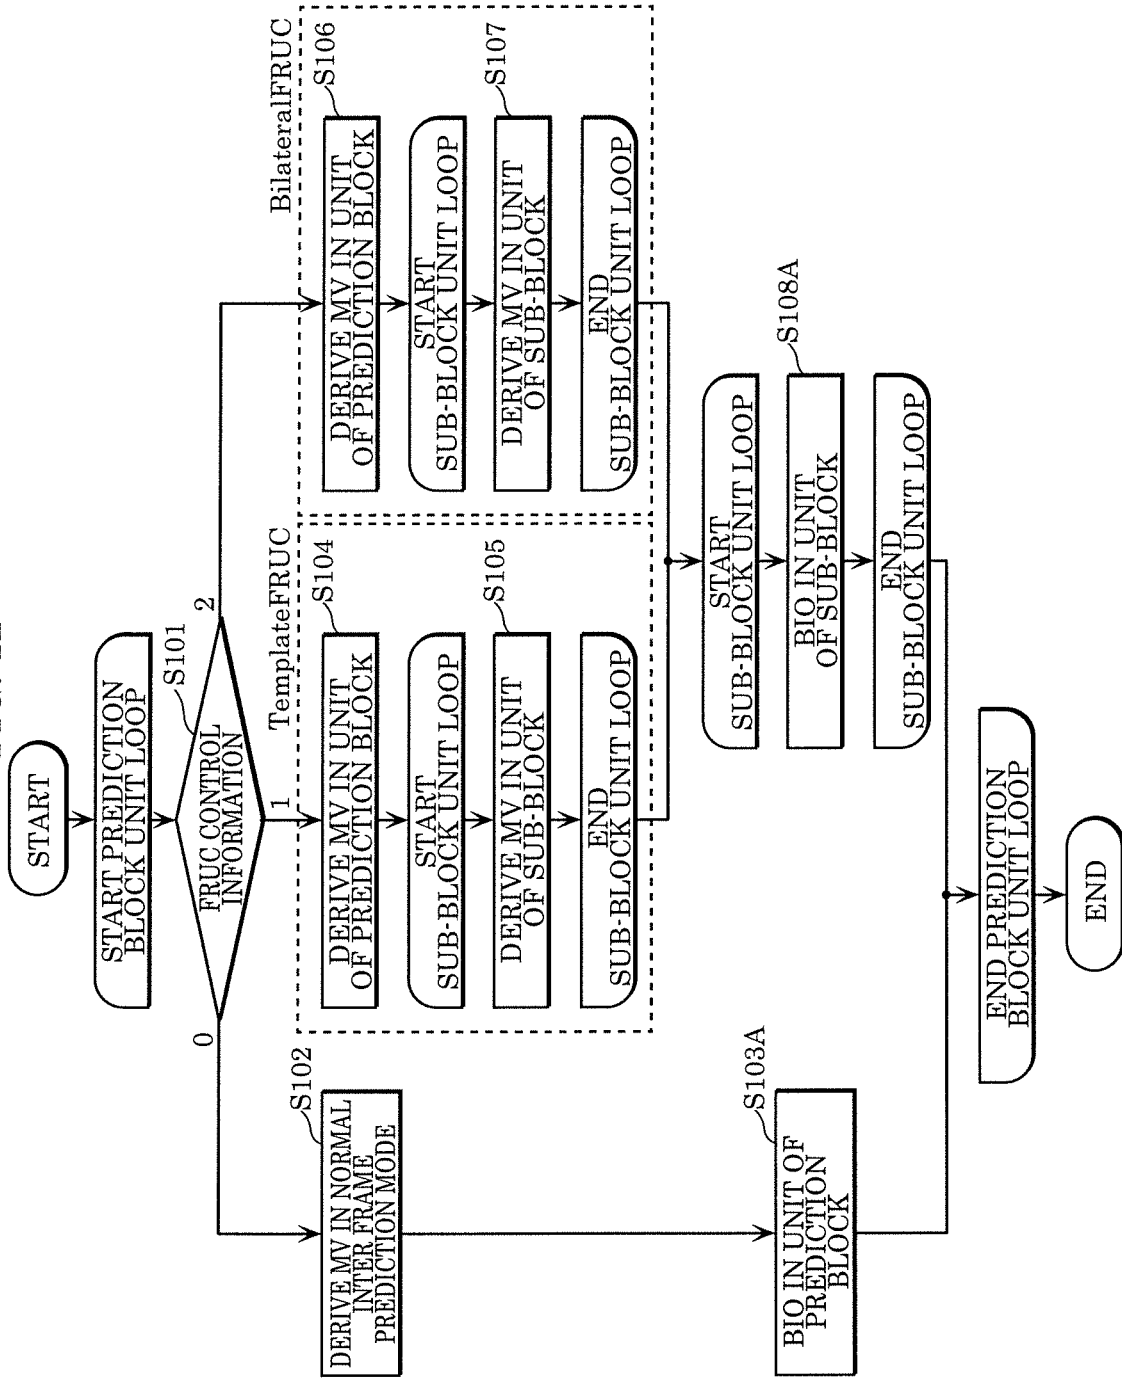 START
START PREDICTION
BLOCK UNIT LOOP
FRUC CONTROL
INFORMATION
S101
0
1
2
DERIVE MV IN NORMAL
INTER FRAME
PREDICTION MODE
S102
TemplateFRUC
DERIVE MV IN UNIT
OF PREDICTION BLOCK
S104
START
SUB-BLOCK UNIT LOOP
DERIVE MV IN UNIT
OF SUB-BLOCK
S105
END
SUB-BLOCK UNIT LOOP
BilateralFRUC
DERIVE MV IN UNIT
OF PREDICTION BLOCK
S106
START
SUB-BLOCK UNIT LOOP
DERIVE MV IN UNIT
OF SUB-BLOCK
S107
END
SUB-BLOCK UNIT LOOP
BIO IN UNIT OF
PREDICTION
BLOCK
S103A
START
SUB-BLOCK UNIT LOOP
BIO IN UNIT
OF SUB-BLOCK
S108A
END
SUB-BLOCK UNIT LOOP
END PREDICTION
BLOCK UNIT LOOP
END